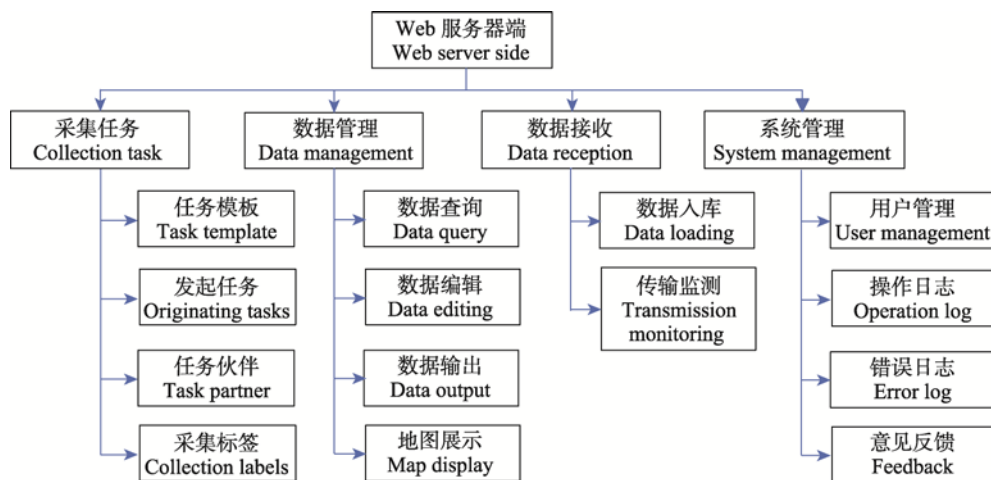 Web 服务器端
Web server side
采集任务
Collection task
数据管理
Data management
数据接收
Data reception
系统管理
System management
任务模板
Task template
发起任务
Originating tasks
任务伙伴
Task partner
采集标签
Collection labels
数据查询
Data query
数据编辑
Data editing
数据输出
Data output
地图展示
Map display
数据入库
Data loading
传输监测
Transmission
monitoring
用户管理
User management
操作日志
Operation log
错误日志
Error log
意见反馈
Feedback